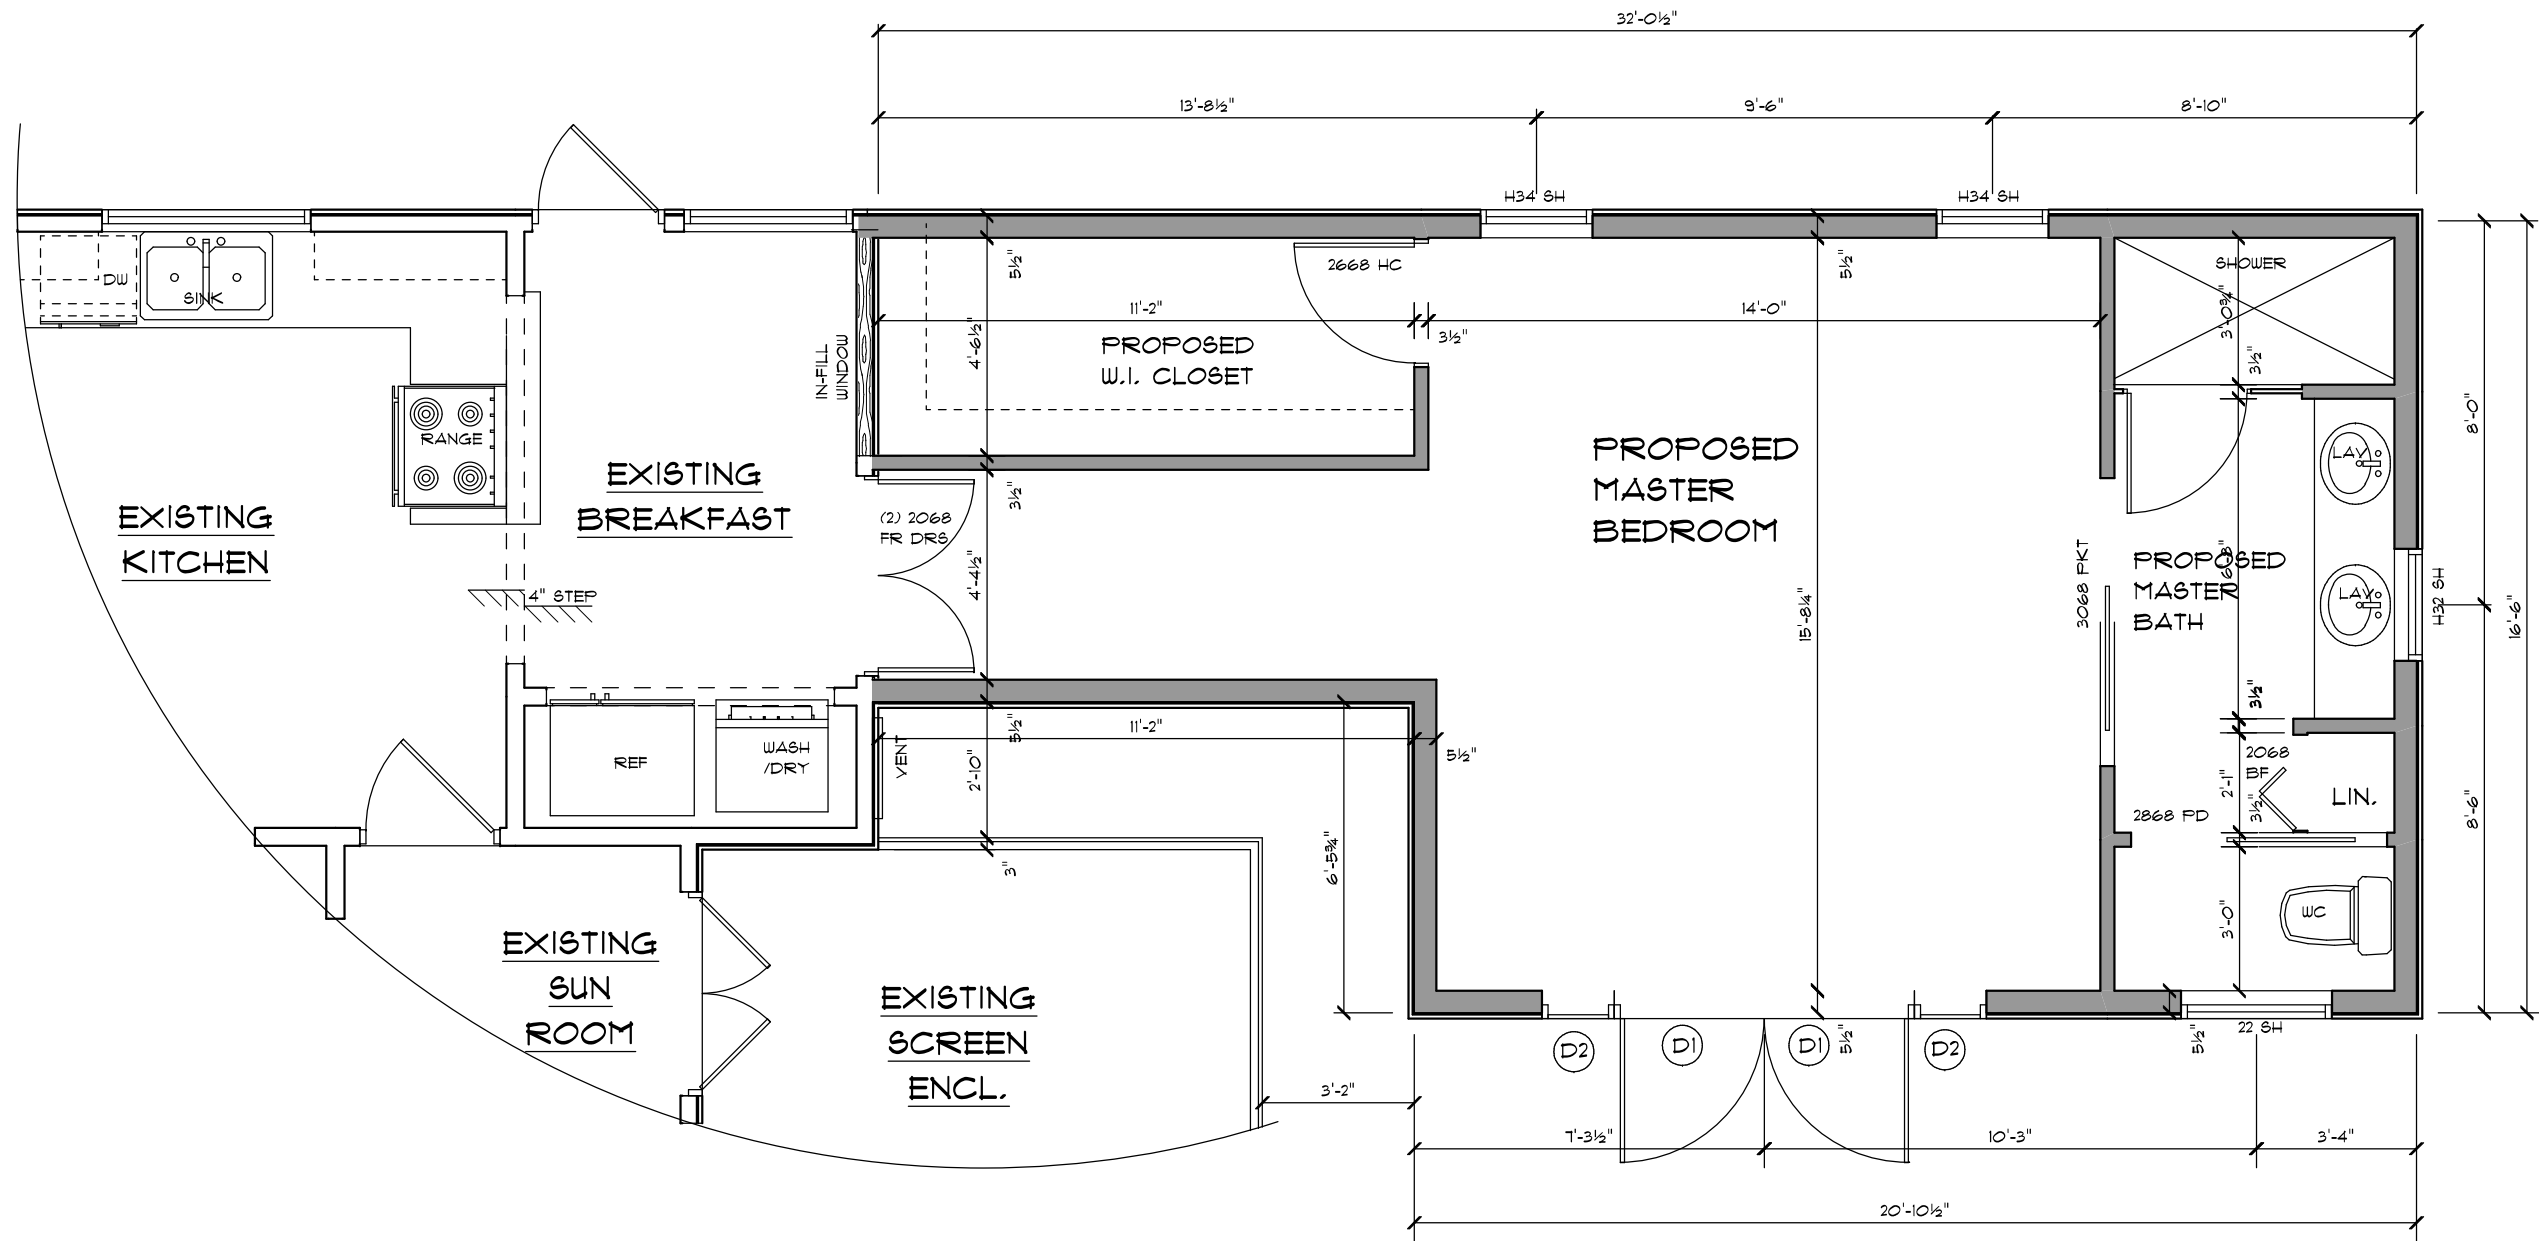 32'-0½"
13'-8½"
9'-6"
8'-10"
H34 SH
H34 SH
5½"
2668 HC
5½"
SHOWER
DW
SINK
11'-2"
14'-0"
3½"
4'-6½"
3'-0¾"
3½"
IN-FILL
WINDOW
PROPOSED
W.I. CLOSET
8'-0"
RANGE
LAV
EXISTING
BREAKFAST
PROPOSED
MASTER
BEDROOM
3½"
EXISTING
KITCHEN
(2) 2068
FR DRS
4'-4½"
3068 PKT
PROPOSED
MASTER
BATH
6'-8"
LAV
H32 SH
16'-6"
4" STEP
15'-8¼"
3½"
5½"
11'-2"
5½"
VENT
REF
WASH
/DRY
2'-10"
2068
BF
2'-1"
3½"
LIN.
8'-6"
2868 PD
6'-5¾"
3"
WC
3'-0"
EXISTING
SUN
ROOM
EXISTING
SCREEN
ENCL.
D2
D1
D1
5½"
D2
5½"
22 SH
3'-2"
7'-3½"
10'-3"
3'-4"
20'-10½"